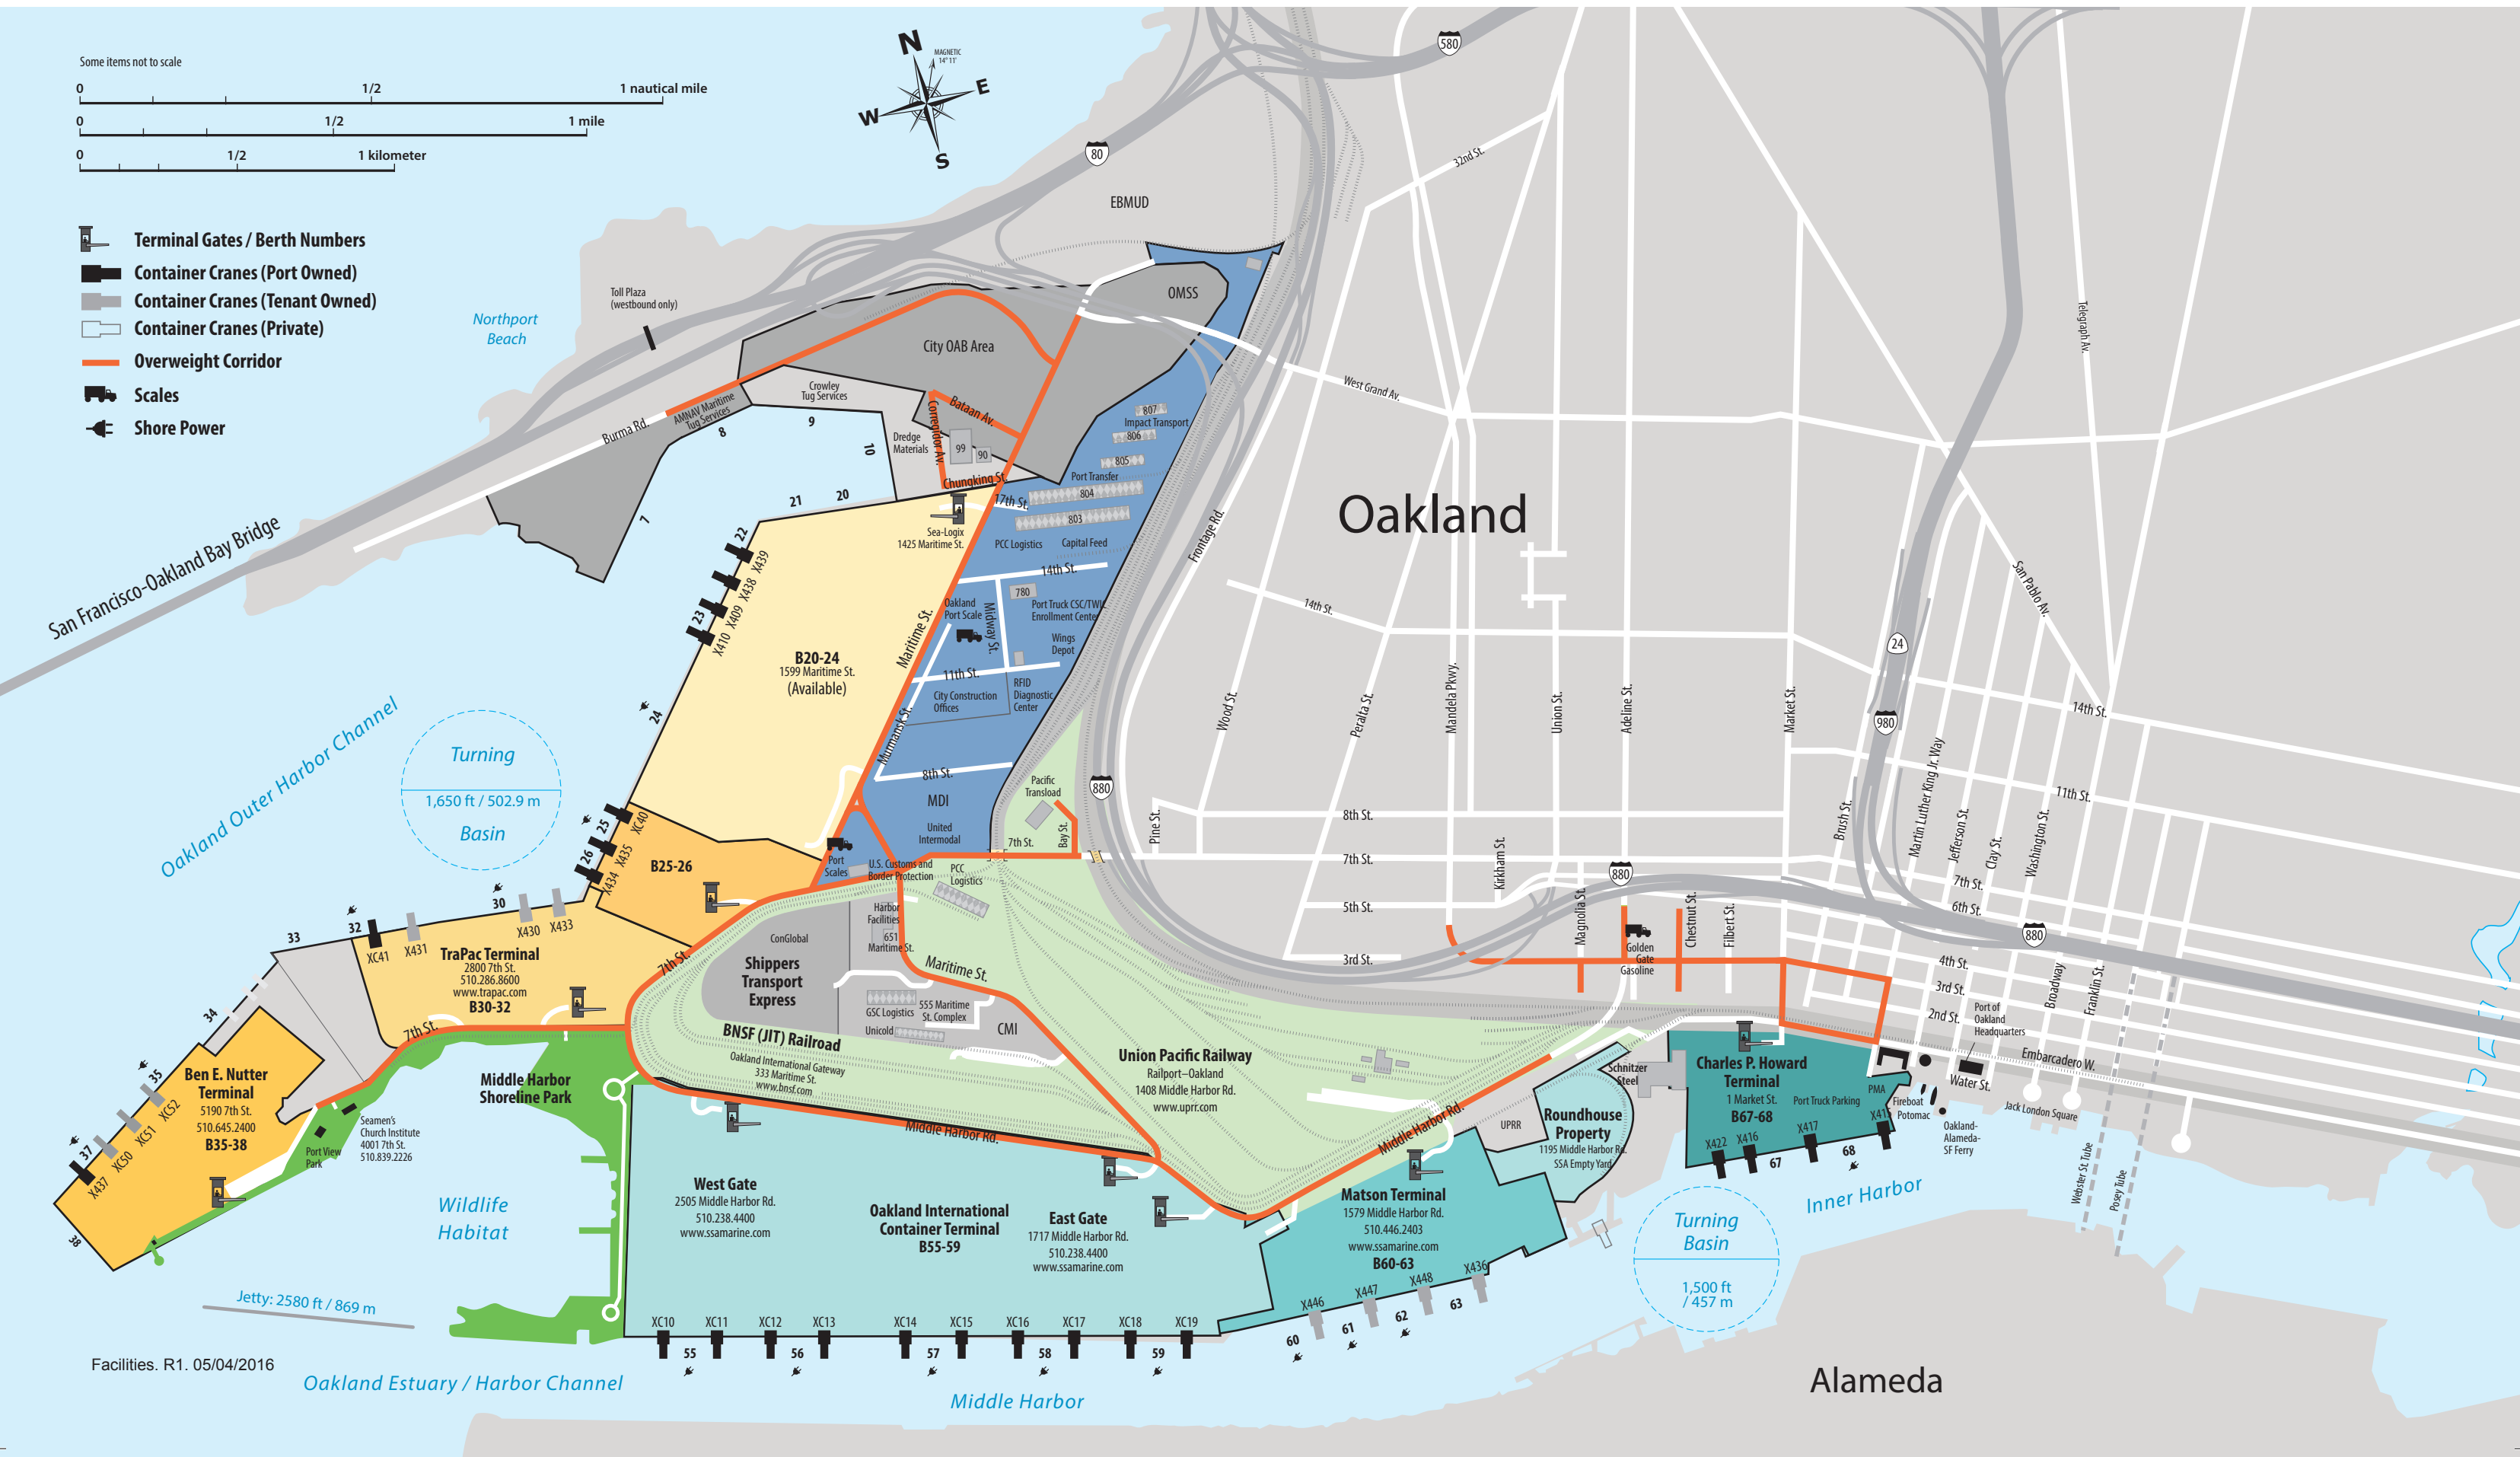 Some items not to scale
0 1/2 1 nautical mile
0 1/2 1 mile
0 1/2 1 kilometer
N
MAGNETIC
14° 11'
E
W
S
Terminal Gates / Berth Numbers
Container Cranes (Port Owned)
Container Cranes (Tenant Owned)
Container Cranes (Private)
Overweight Corridor
Scales
Shore Power
580
80
32nd St.
EBMUD
Toll Plaza
(westbound only)
Northport
Beach
OMSS
City OAB Area
West Grand Av.
Telegraph Av.
Crowley
Tug Services
AMNAV Maritime
Tug Services
Burma Rd.
Corregidor Av.
Bataan Av.
Dredge
Materials
99
90
Chungking St.
7
8
9
10
807
Impact Transport
806
805
Port Transfer
804
803
17th St.
PCC Logistics
Capital Feed
Sea-Logix
1425 Maritime St.
21
20
22
X439
X438
X409
23
X410
24
San Francisco-Oakland Bay Bridge
Oakland
Frontage Rd.
14th St.
780
Oakland
Port Scale
Midway St.
Port Truck CSC/TWIC
Enrollment Center
Wings
Depot
Maritime St.
11th St.
City Construction
Offices
RFID
Diagnostic
Center
Murmansk St.
8th St.
MDI
United
Intermodal
B20-24
1599 Maritime St.
(Available)
Pacific
Transload
Bay St.
7th St.
880
Oakland Outer Harbor Channel
Turning
1,650 ft / 502.9 m
Basin
25
XC40
X435
26
X434
B25-26
Port
Scales
U.S. Customs and
Border Protection
PCC
Logistics
14th St.
Wood St.
Peralta St.
Mandela Pkwy.
Union St.
Adeline St.
Market St.
24
980
San Pablo Av.
14th St.
11th St.
Brush St.
Martin Luther King Jr. Way
Jefferson St.
Clay St.
Washington St.
Pine St.
8th St.
7th St.
Kirkham St.
5th St.
880
3rd St.
Magnolia St.
Golden
Gate
Gasoline
Chestnut St.
Filbert St.
7th St.
6th St.
880
4th St.
3rd St.
2nd St.
Broadway
Franklin St.
Port of
Oakland
Headquarters
Embarcadero W.
Water St.
Jack London Square
Webster St. Tube
Posey Tube
30
X430
X433
32
XC41
X431
33
TraPac Terminal
2800 7th St.
510.286.8600
www.trapac.com
B30-32
7th St.
7th St.
ConGlobal
Harbor
Facilities
651
Maritime St.
Shippers
Transport
Express
Maritime St.
GSC Logistics
555 Maritime
St. Complex
Unicold
CMI
BNSF (JIT) Railroad
Oakland International Gateway
333 Maritime St.
www.bnsf.com
Union Pacific Railway
Railport–Oakland
1408 Middle Harbor Rd.
www.uprr.com
Middle Harbor Rd.
Middle Harbor Rd.
34
35
XC52
XC51
XC50
37
X437
38
Ben E. Nutter
Terminal
5190 7th St.
510.645.2400
B35-38
Middle Harbor
Shoreline Park
Seamen's
Church Institute
4001 7th St.
510.839.2226
Port View
Park
Wildlife
Habitat
Jetty: 2580 ft / 869 m
West Gate
2505 Middle Harbor Rd.
510.238.4400
www.ssamarine.com
Oakland International
Container Terminal
B55-59
East Gate
1717 Middle Harbor Rd.
510.238.4400
www.ssamarine.com
Matson Terminal
1579 Middle Harbor Rd.
510.446.2403
www.ssamarine.com
B60-63
UPRR
Roundhouse
Property
1195 Middle Harbor Rd.
SSA Empty Yard
Schnitzer
Steel
Charles P. Howard
Terminal
1 Market St.
B67-68
Port Truck Parking
PMA
Fireboat
Potomac
Oakland-
Alameda-
SF Ferry
X422
X416
67
X417
68
X415
Inner Harbor
Turning
Basin
1,500 ft
/ 457 m
XC10
XC11
XC12
XC13
XC14
XC15
XC16
XC17
XC18
XC19
55
56
57
58
59
X446
X447
X448
X436
60
61
62
63
Facilities. R1. 05/04/2016
Oakland Estuary / Harbor Channel
Middle Harbor
Alameda